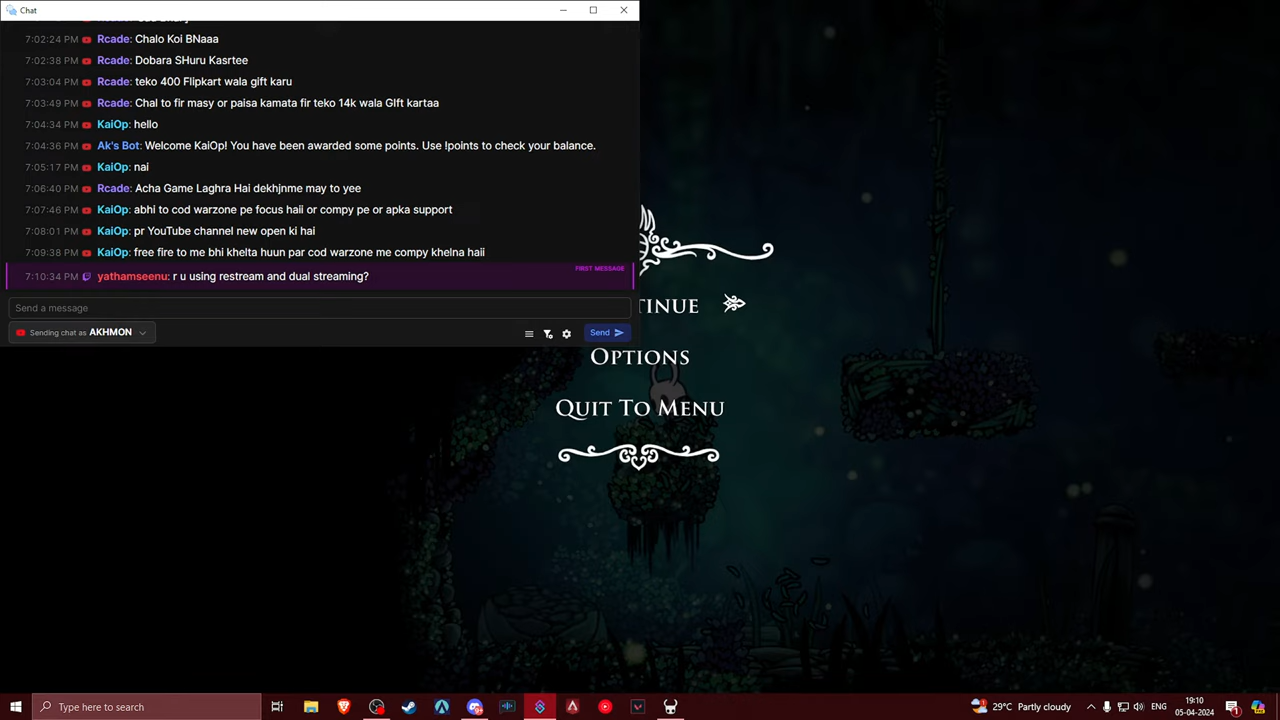 Chat
7:02:24 PM Rcade: Chalo Koi BNaaa
7:02:38 PM Rcade: Dobara SHuru Kasrtee
7:03:04 PM Rcade: teko 400 Flipkart wala gift karu
7:03:49 PM Rcade: Chal to fir masy or paisa kamata fir teko 14k wala GIft kartaa
7:04:34 PM KaiOp: hello
7:04:36 PM Ak's Bot: Welcome KaiOp! You have been awarded some points. Use !points to check your balance.
7:05:17 PM KaiOp: nai
7:06:40 PM Rcade: Acha Game Laghra Hai dekhjnme may to yee
7:07:46 PM KaiOp: abhi to cod warzone pe focus haii or compy pe or apka support
7:08:01 PM KaiOp: pr YouTube channel new open ki hai
7:09:38 PM KaiOp: free fire to me bhi khelta huun par cod warzone me compy khelna haii
FIRST MESSAGE
7:10:34 PM yathamseenu: r u using restream and dual streaming?
Send a message
Sending chat as AKHMON
Send
TINUE
OPTIONS
QUIT TO MENU
Type here to search
29°C Partly cloudy
ENG
19:10
05-04-2024
1